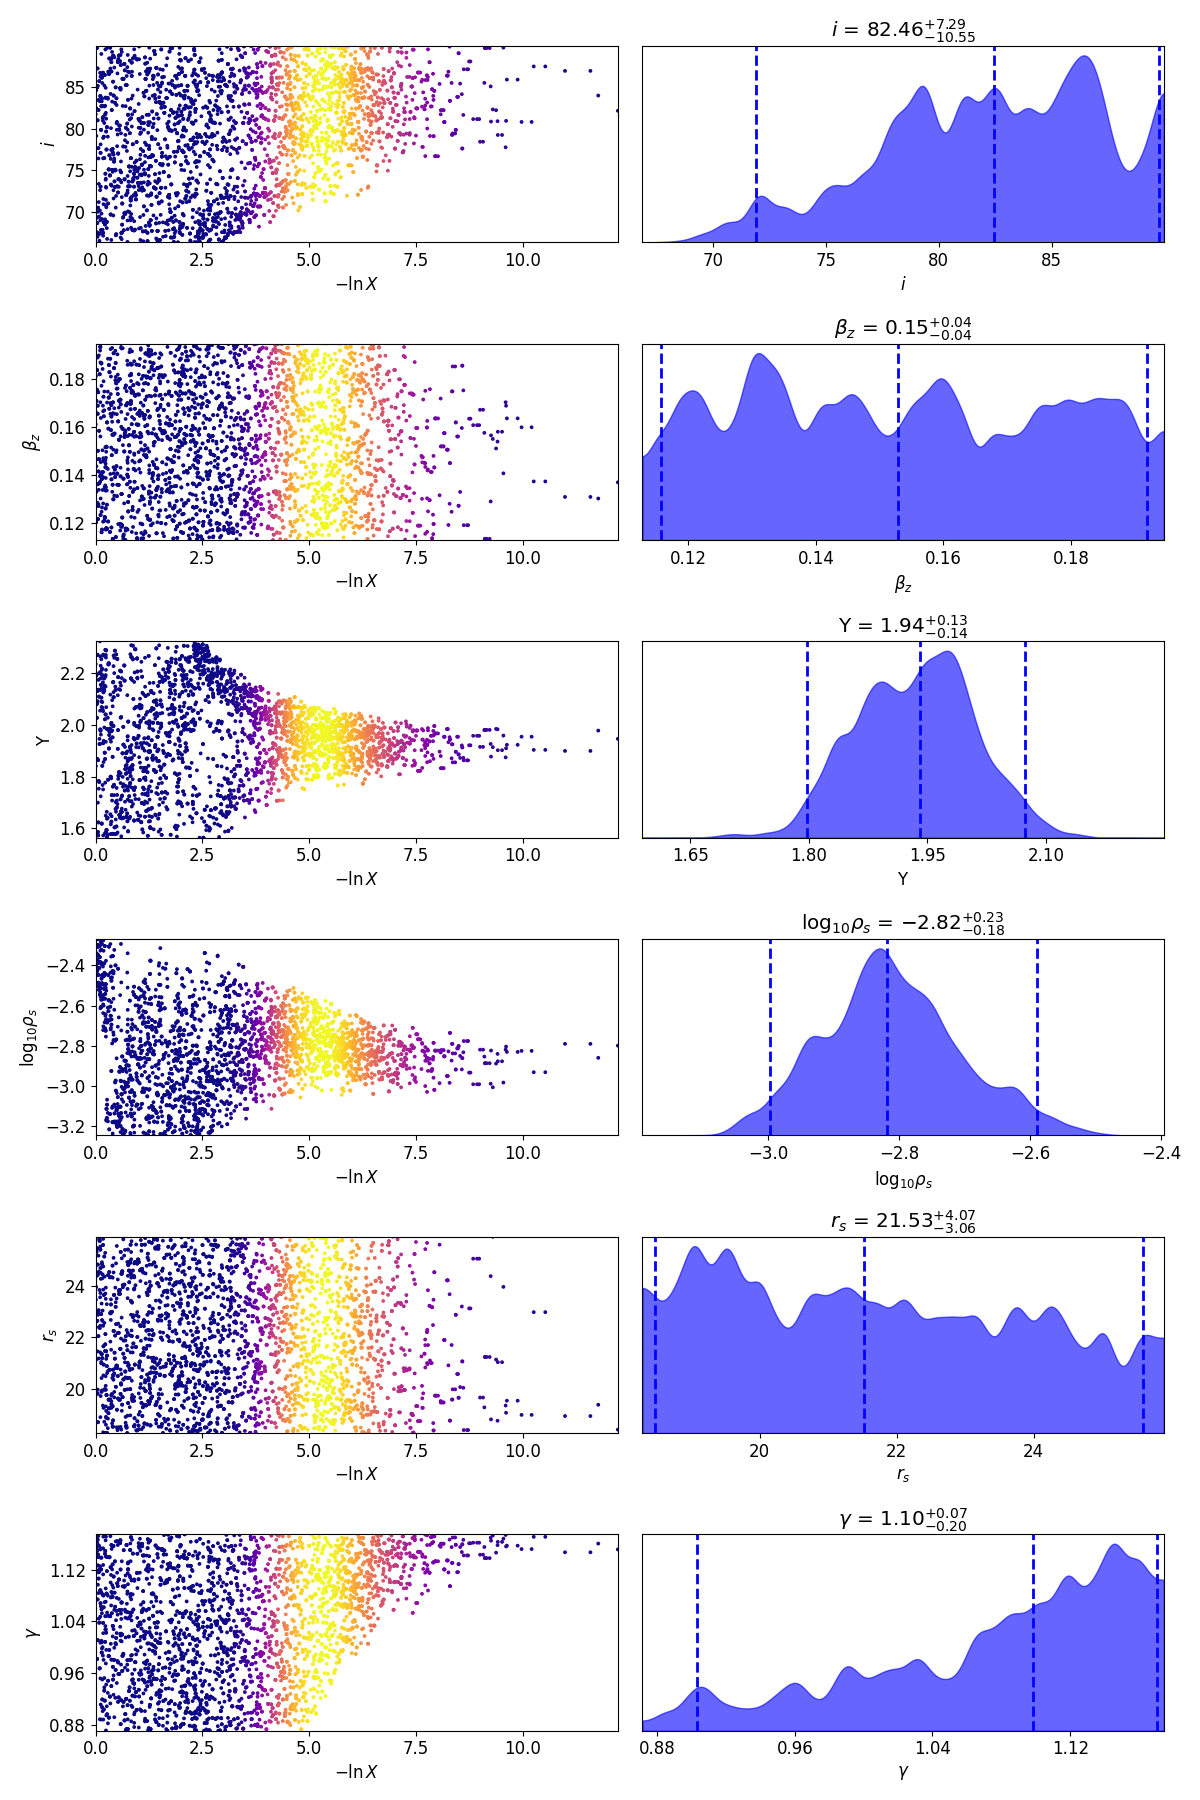 i = 82.46 +7.29 −10.55
85
80
75
70
i
0.0 2.5 5.0 7.5 10.0
70 75 80 85
−ln X
i
βz = 0.15 +0.04 −0.04
0.18
0.16
0.14
0.12
βz
0.0 2.5 5.0 7.5 10.0
0.12 0.14 0.16 0.18
−ln X
βz
Y = 1.94 +0.13 −0.14
2.2
2.0
1.8
1.6
Y
0.0 2.5 5.0 7.5 10.0
1.65 1.80 1.95 2.10
−ln X
Y
log10ρs = −2.82 +0.23 −0.18
−2.4
−2.6
−2.8
−3.0
−3.2
log10ρs
0.0 2.5 5.0 7.5 10.0
−3.0 −2.8 −2.6 −2.4
−ln X
log10ρs
rs = 21.53 +4.07 −3.06
24
22
20
rs
0.0 2.5 5.0 7.5 10.0
20 22 24
−ln X
rs
γ = 1.10 +0.07 −0.20
1.12
1.04
0.96
0.88
γ
0.0 2.5 5.0 7.5 10.0
0.88 0.96 1.04 1.12
−ln X
γ